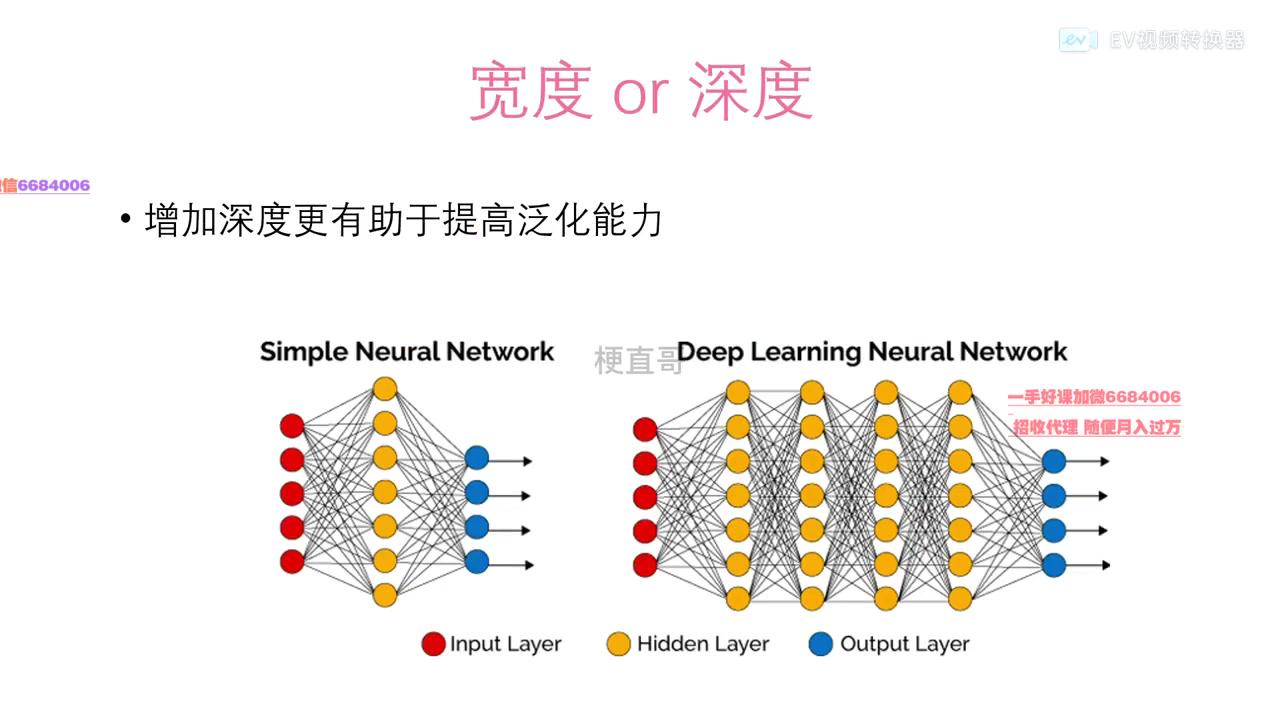 EV视频转换器
宽度 or 深度
信6684006
• 增加深度更有助于提高泛化能力
Simple Neural Network
梗直哥
Deep Learning Neural Network
一手好课加微6684006
招收代理 随便月入过万
Input Layer
Hidden Layer
Output Layer